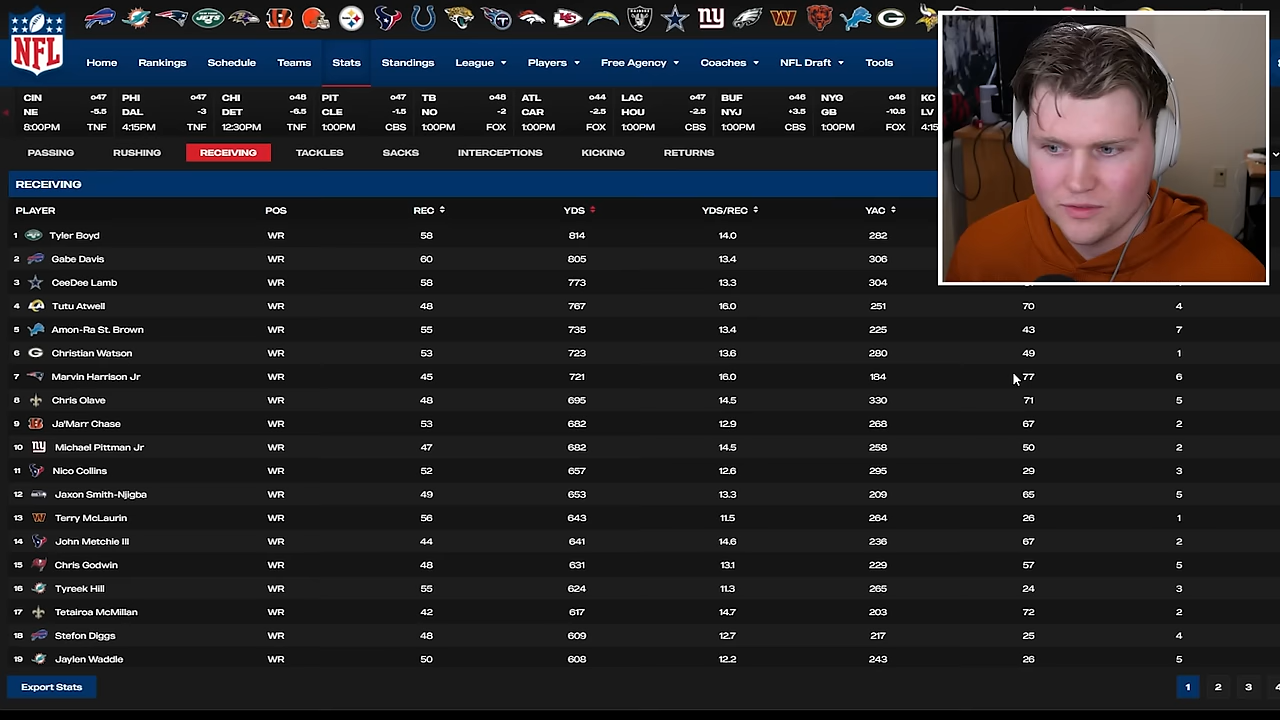 NFL
Home Rankings Schedule Teams Stats Standings League Players Free Agency Coaches NFL Draft Tools
CIN o47 PHI o47 CHI o48 PIT o47 TB o48 ATL o44 LAC o47 BUF o46 NYG o46 KC
NE -5.5 DAL -3 DET -6.5 CLE -1.5 NO -2 CAR -2.5 HOU -2.5 NYJ +3.5 GB -10.5 LV
8:00PM TNF 4:15PM TNF 12:30PM TNF 1:00PM CBS 1:00PM FOX 1:00PM FOX 1:00PM CBS 1:00PM CBS 1:00PM FOX 4:15
PASSING RUSHING RECEIVING TACKLES SACKS INTERCEPTIONS KICKING RETURNS
RECEIVING
PLAYER POS REC YDS YDS/REC YAC
1 Tyler Boyd WR 58 814 14.0 282
2 Gabe Davis WR 60 805 13.4 306
3 CeeDee Lamb WR 58 773 13.3 304
4 Tutu Atwell WR 48 767 16.0 251 70 4
5 Amon-Ra St. Brown WR 55 735 13.4 225 43 7
6 Christian Watson WR 53 723 13.6 280 49 1
7 Marvin Harrison Jr WR 45 721 16.0 184 77 6
8 Chris Olave WR 48 695 14.5 330 71 5
9 Ja'Marr Chase WR 53 682 12.9 268 67 2
10 Michael Pittman Jr WR 47 682 14.5 258 50 2
11 Nico Collins WR 52 657 12.6 295 29 3
12 Jaxon Smith-Njigba WR 49 653 13.3 209 65 5
13 Terry McLaurin WR 56 643 11.5 264 26 1
14 John Metchie III WR 44 641 14.6 236 67 2
15 Chris Godwin WR 48 631 13.1 229 57 5
16 Tyreek Hill WR 55 624 11.3 265 24 3
17 Tetairoa McMillan WR 42 617 14.7 203 72 2
18 Stefon Diggs WR 48 609 12.7 217 25 4
19 Jaylen Waddle WR 50 608 12.2 243 26 5
Export Stats 1 2 3 4